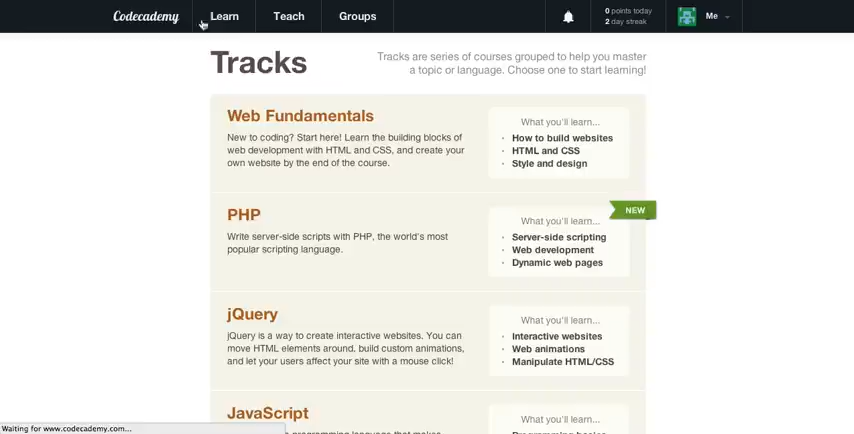 Codecademy
Learn
Teach
Groups
0 points today
2 day streak
Me
Tracks
Tracks are series of courses grouped to help you master
a topic or language. Choose one to start learning!
Web Fundamentals
New to coding? Start here! Learn the building blocks of
web development with HTML and CSS, and create your
own website by the end of the course.
What you'll learn...
How to build websites
HTML and CSS
Style and design
PHP
Write server-side scripts with PHP, the world's most
popular scripting language.
NEW
What you'll learn...
Server-side scripting
Web development
Dynamic web pages
jQuery
jQuery is a way to create interactive websites. You can
move HTML elements around, build custom animations,
and let your users affect your site with a mouse click!
What you'll learn...
Interactive websites
Web animations
Manipulate HTML/CSS
JavaScript
What you'll learn...
Waiting for www.codecademy.com...